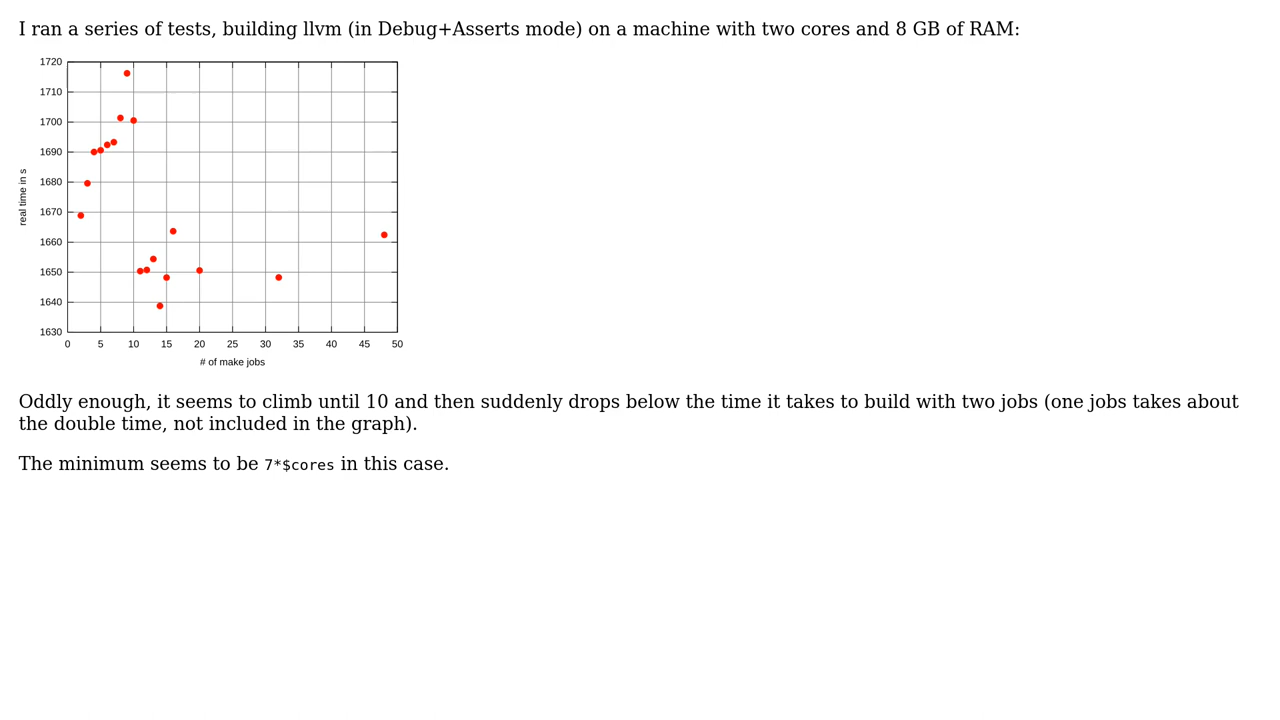 I ran a series of tests, building llvm (in Debug+Asserts mode) on a machine with two cores and 8 GB of RAM:
1720
1710
1700
1690
1680
1670
1660
1650
1640
1630
real time in s
0 5 10 15 20 25 30 35 40 45 50
# of make jobs
Oddly enough, it seems to climb until 10 and then suddenly drops below the time it takes to build with two jobs (one jobs takes about
the double time, not included in the graph).
The minimum seems to be 7*$cores in this case.